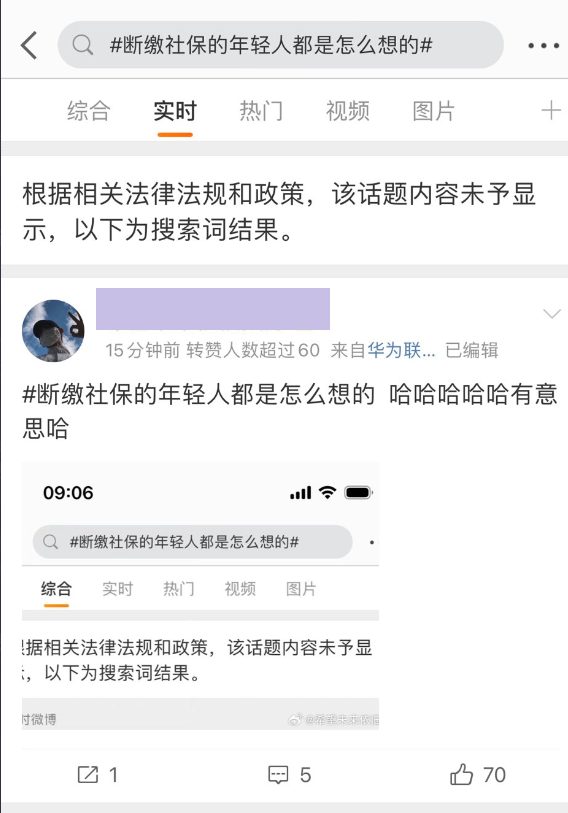 #断缴社保的年轻人都是怎么想的#
综合 实时 热门 视频 图片
根据相关法律法规和政策，该话题内容未予显
示，以下为搜索词结果。
15分钟前 转赞人数超过60 来自华为联... 已编辑
#断缴社保的年轻人都是怎么想的 哈哈哈哈哈有意
思哈
09:06
#断缴社保的年轻人都是怎么想的#
综合 实时 热门 视频 图片
据相关法律法规和政策，该话题内容未予显
，以下为搜索词结果。
时微博
1 5 70